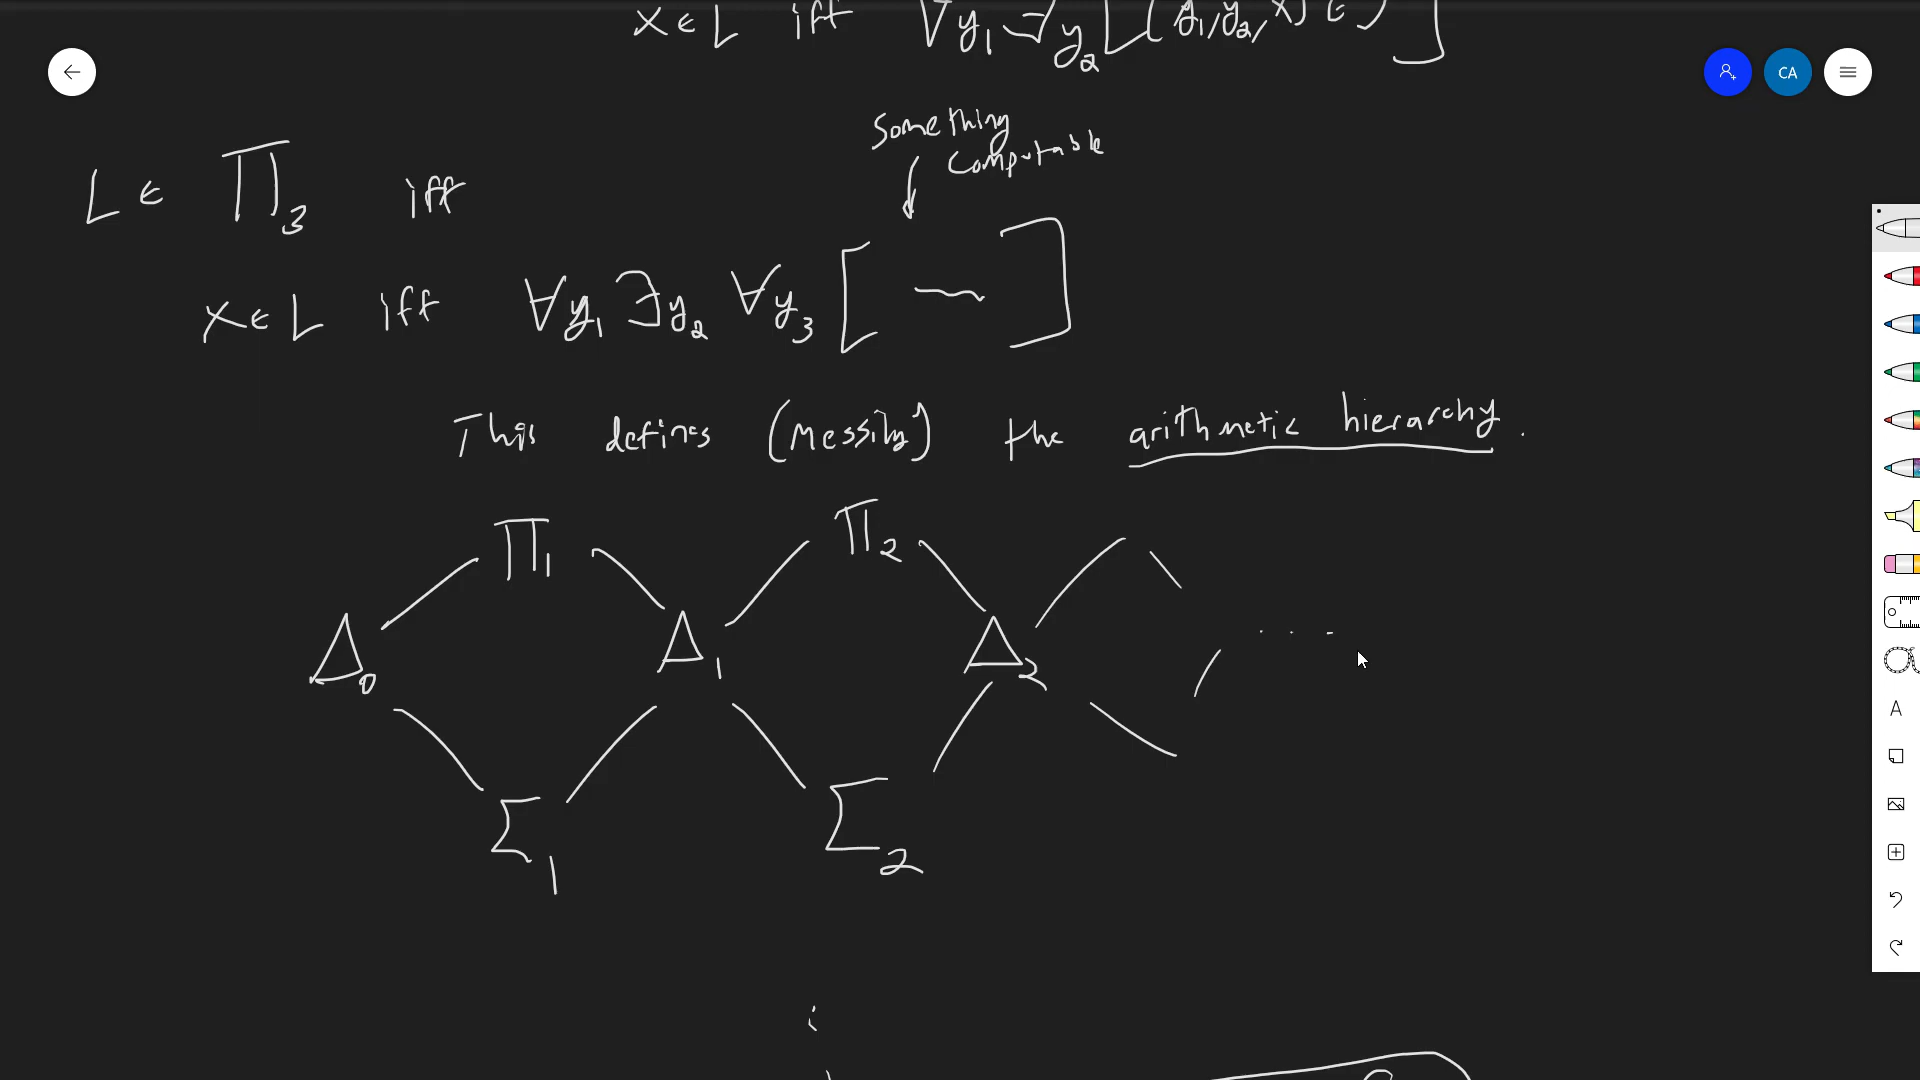 x ∈ L iff ∀y₁ ∃y₂ [(y₁, y₂, x) ∈ ]
CA
Something
computable
L ∈ Π₃ iff
x ∈ L iff ∀y₁ ∃y₂ ∀y₃ [ ~ ]
This defines (messily) the arithmetic hierarchy.
Π₁ Π₂
Δ₀ Δ₁ Δ₂ . . . .
Σ₁ Σ₂
A